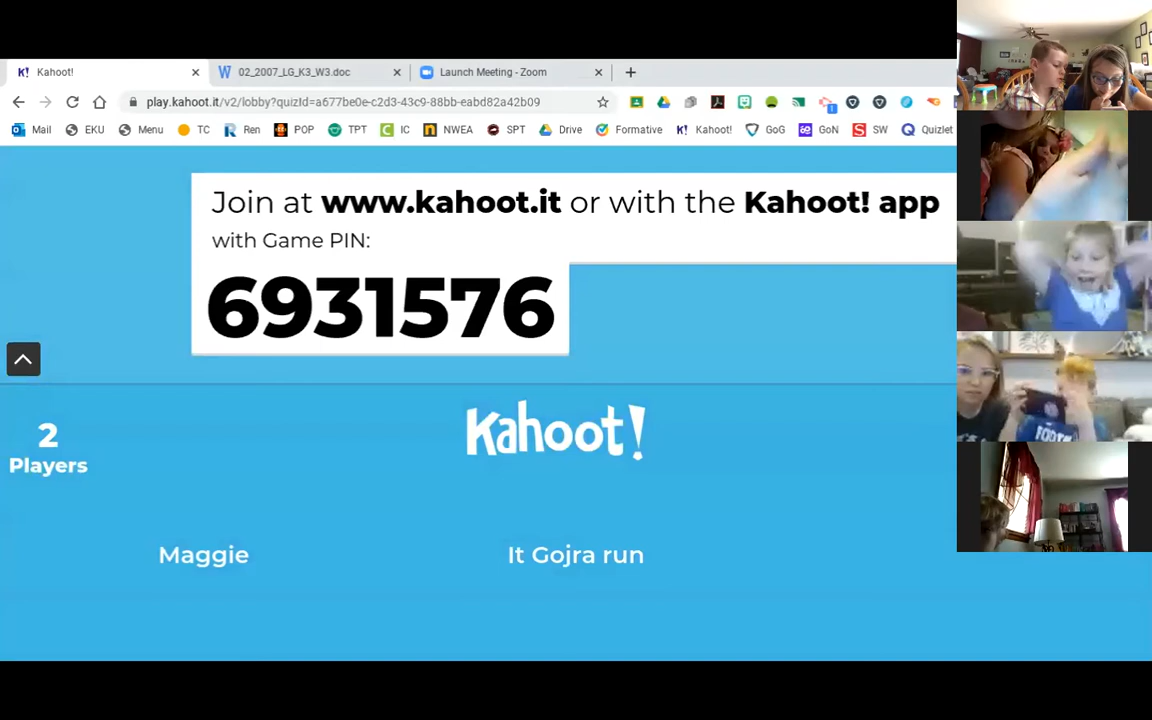 Kahoot!
02_2007_LG_K3_W3.doc
Launch Meeting - Zoom
play.kahoot.it/v2/lobby?quizId=a677be0e-c2d3-43c9-88bb-eabd82a42b09
Mail EKU Menu TC Ren POP TPT IC NWEA SPT Drive Formative Kahoot! GoG GoN SW Quizlet
Join at www.kahoot.it or with the Kahoot! app
with Game PIN:
6931576
2
Players
Kahoot!
Maggie
It Gojra run